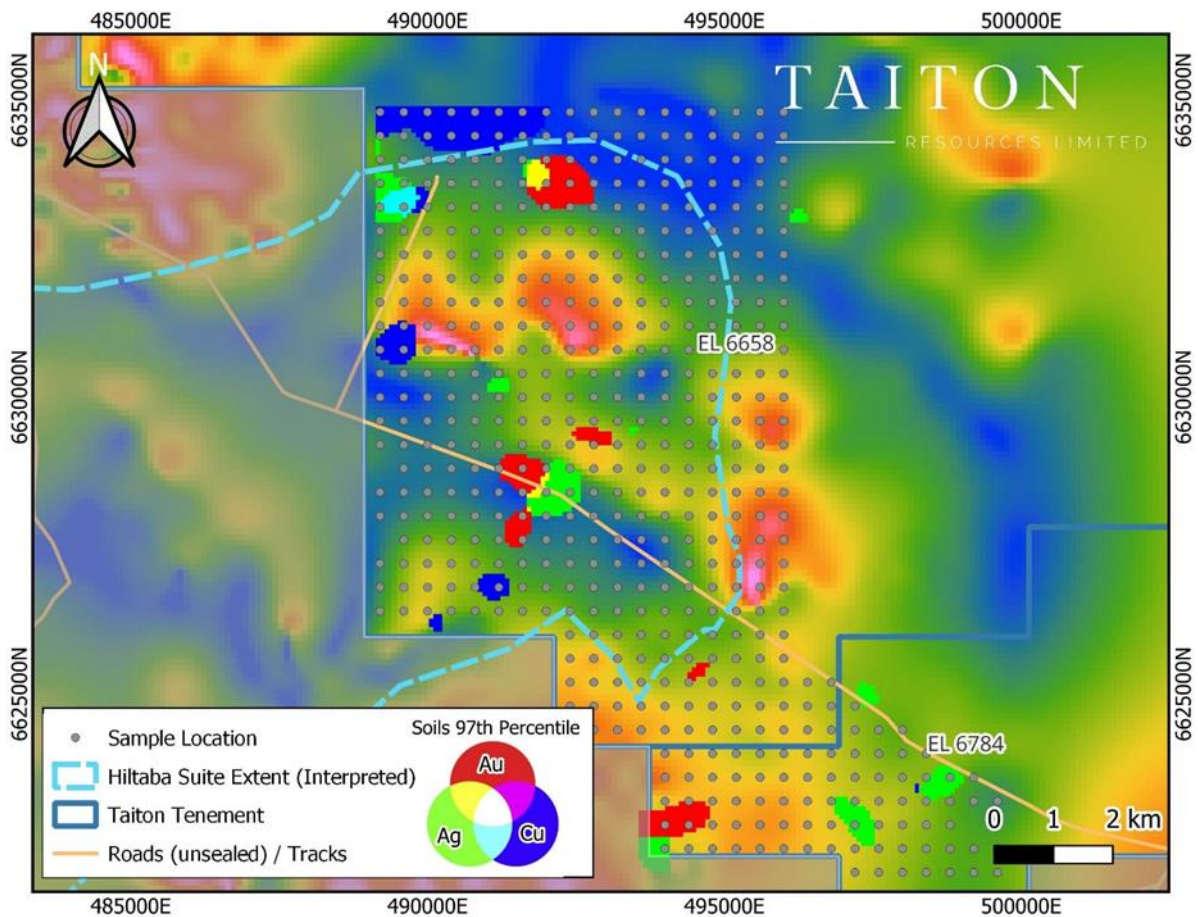 485000E 490000E 495000E 500000E
6635000N
6635000N
N
TAITON
RESOURCES LIMITED
EL 6658
6630000N
6630000N
6625000N
6625000N
EL 6784
Sample Location
Hiltaba Suite Extent (Interpreted)
Taiton Tenement
Roads (unsealed) / Tracks
Soils 97th Percentile
Au
Ag
Cu
0 1 2 km
485000E 490000E 495000E 500000E